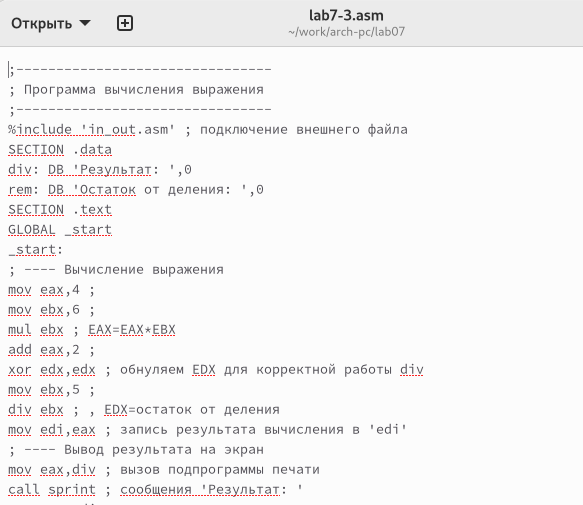 Открыть
lab7-3.asm
~/work/arch-pc/lab07
;--------------------------------
; Программа вычисления выражения
;--------------------------------
%include 'in_out.asm' ; подключение внешнего файла
SECTION .data
div: DB 'Результат: ',0
rem: DB 'Остаток от деления: ',0
SECTION .text
GLOBAL _start
_start:
; ---- Вычисление выражения
mov eax,4 ;
mov ebx,6 ;
mul ebx ; EAX=EAX*EBX
add eax,2 ;
xor edx,edx ; обнуляем EDX для корректной работы div
mov ebx,5 ;
div ebx ; , EDX=остаток от деления
mov edi,eax ; запись результата вычисления в 'edi'
; ---- Вывод результата на экран
mov eax,div ; вызов подпрограммы печати
call sprint ; сообщения 'Результат: '